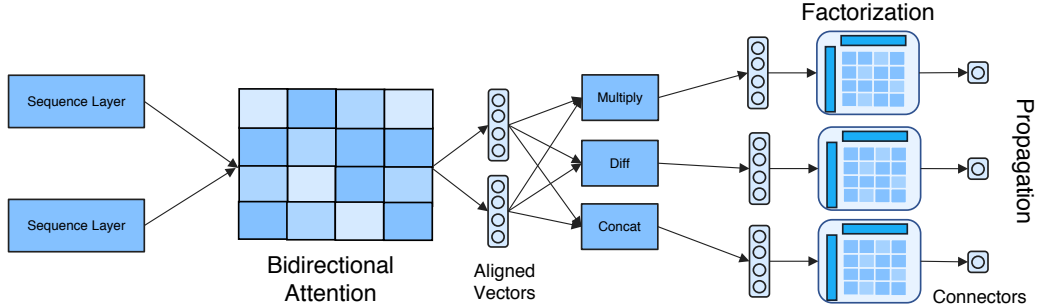 Factorization
Sequence Layer
Multiply
Diff
Sequence Layer
Concat
Bidirectional
Attention
Aligned
Vectors
Connectors
Propagation